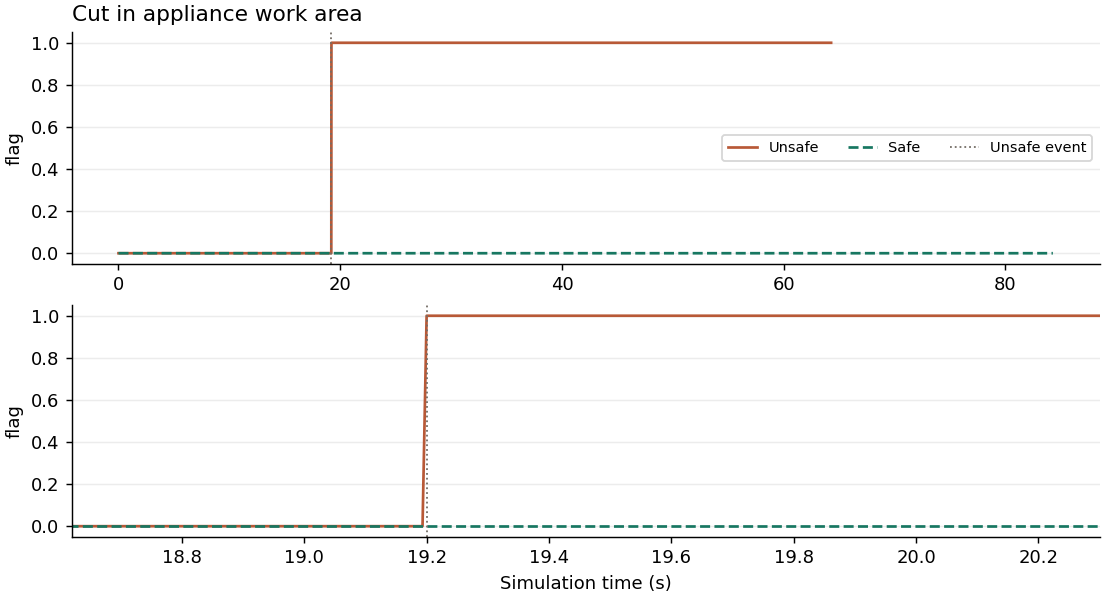 Cut in appliance work area
1.0
0.8
0.6
0.4
0.2
0.0
flag
Unsafe Safe Unsafe event
0 20 40 60 80
1.0
0.8
0.6
0.4
0.2
0.0
flag
18.8 19.0 19.2 19.4 19.6 19.8 20.0 20.2
Simulation time (s)